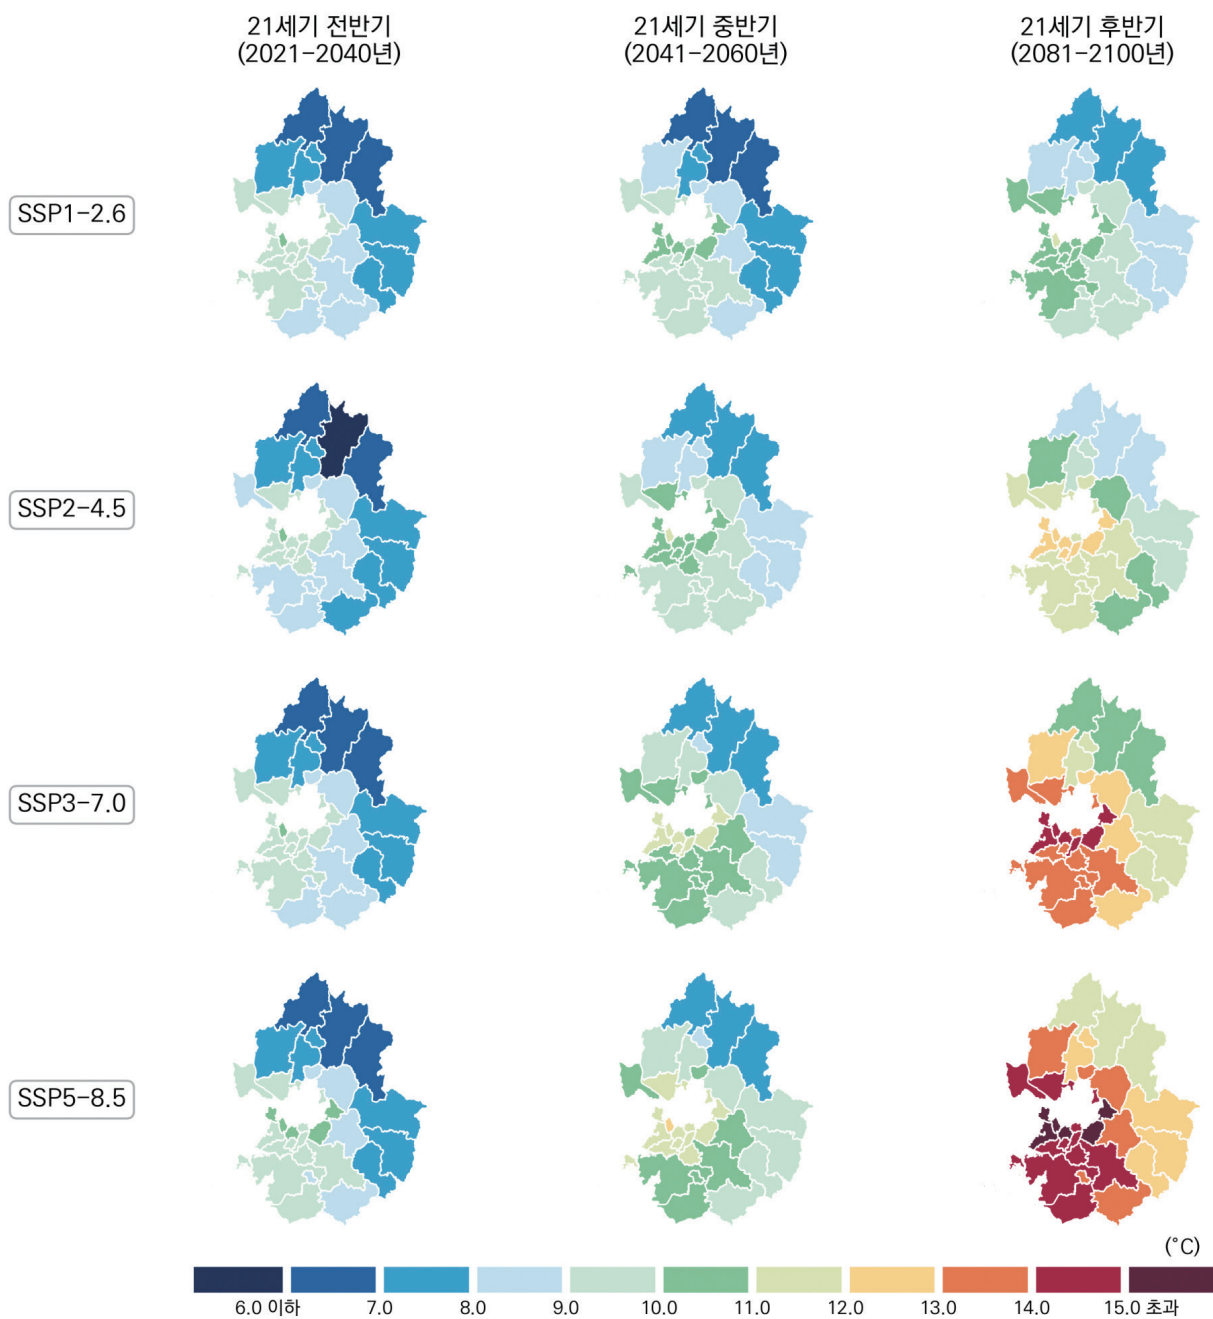 21세기 전반기
(2021-2040년)
21세기 중반기
(2041-2060년)
21세기 후반기
(2081-2100년)
SSP1-2.6
SSP2-4.5
SSP3-7.0
SSP5-8.5
(°C)
6.0 이하 7.0 8.0 9.0 10.0 11.0 12.0 13.0 14.0 15.0 초과